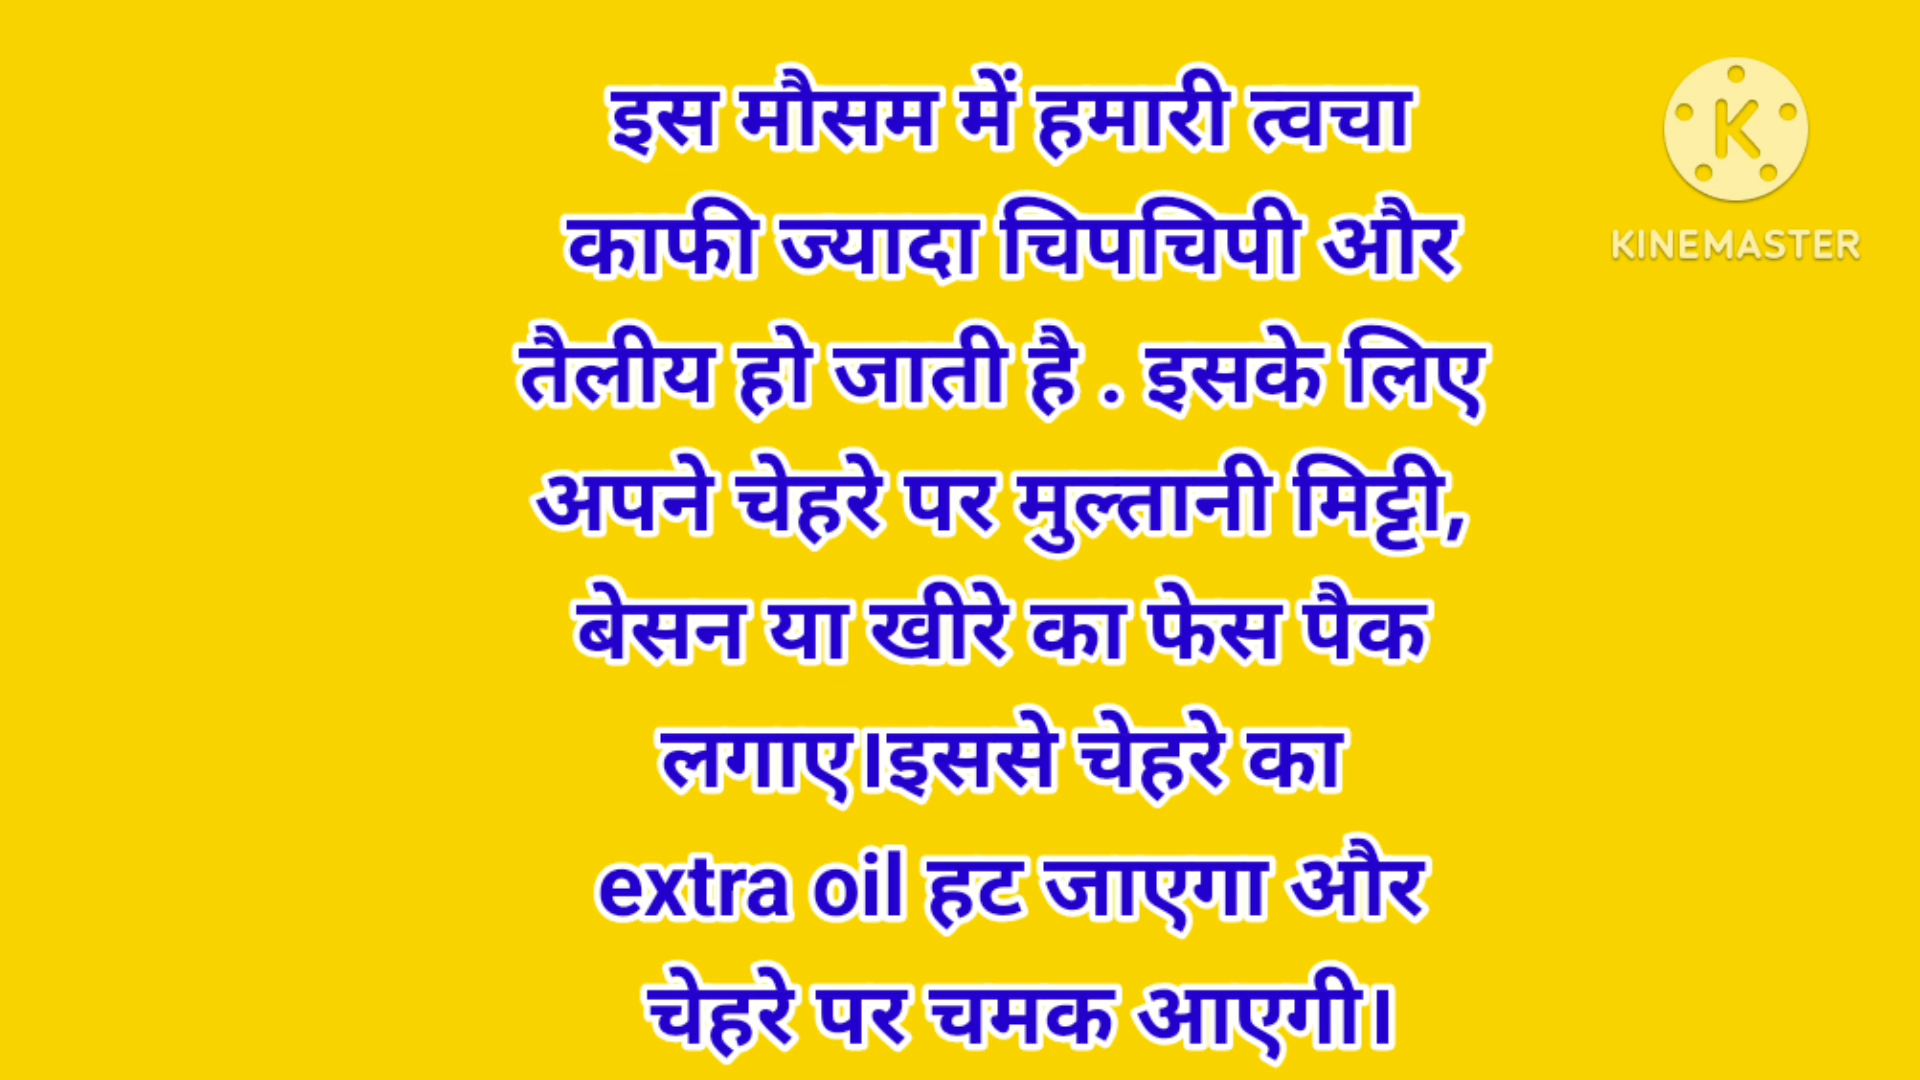 इस मौसम में हमारी त्वचा
काफी ज्यादा चिपचिपी और
तैलीय हो जाती है . इसके लिए
अपने चेहरे पर मुल्तानी मिट्टी,
बेसन या खीरे का फेस पैक
लगाए।इससे चेहरे का
extra oil हट जाएगा और
चेहरे पर चमक आएगी।
K
KINEMASTER